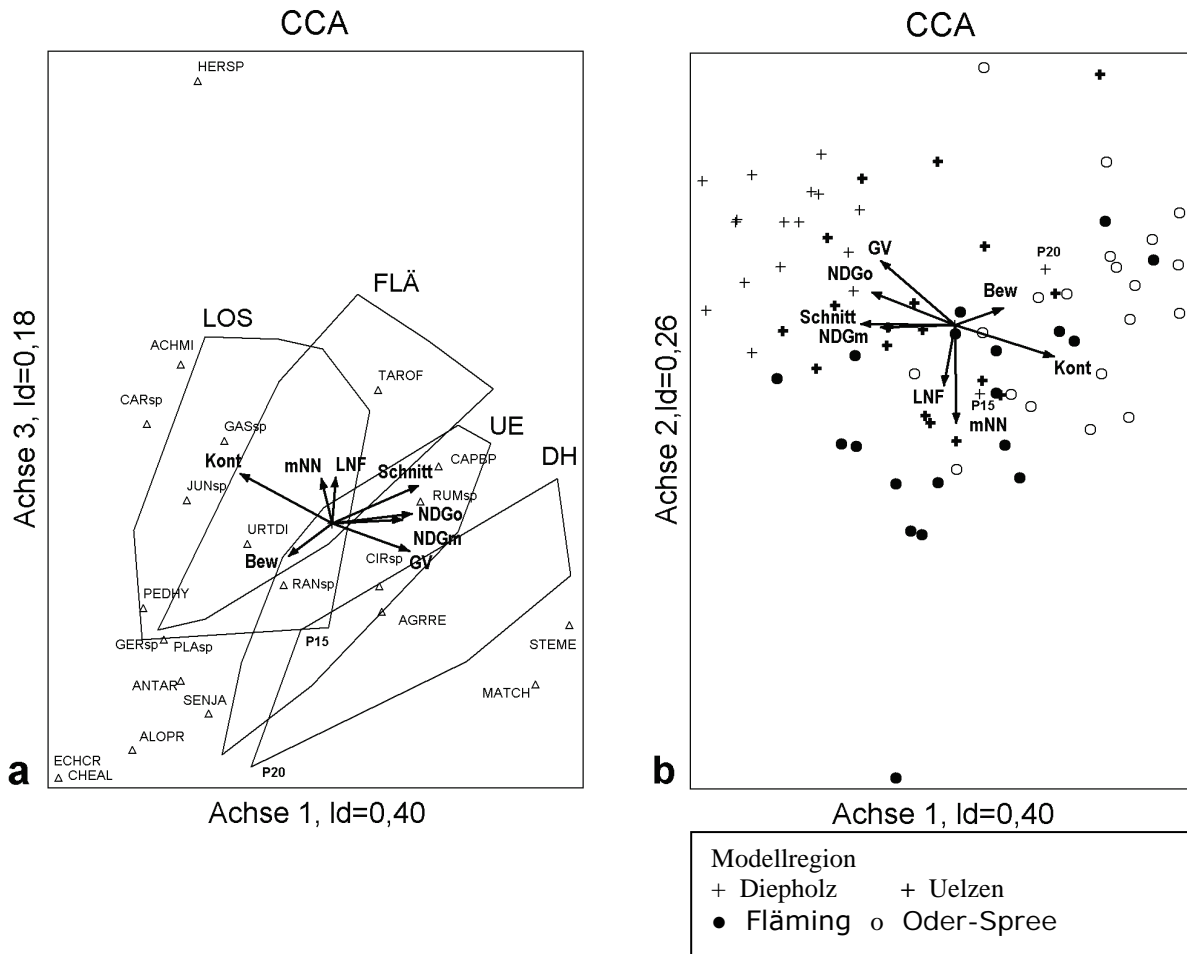 CCA
HERSP
FLÄ
LOS
ACHMI
TAROF
CARsp
UE
GASsp
DH
Kont
mNN
LNF
Schnitt
CAPBP
JUNsp
RUMsp
NDGo
URTDI
NDGm
Bew
CIRsp
GV
RANsp
PEDHY
AGRRE
GERsp
PLAsp
P15
STEME
ANTAR
SENJA
MATCH
ALOPR
ECHCR
CHEAL
P20
Achse 3, ld=0,18
a
Achse 1, ld=0,40
CCA
GV
P20
NDGo
Bew
Schnitt
NDGm
Kont
LNF
P15
mNN
Achse 2,ld=0,26
b
Achse 1, ld=0,40
Modellregion
+ Diepholz + Uelzen
● Fläming o Oder-Spree